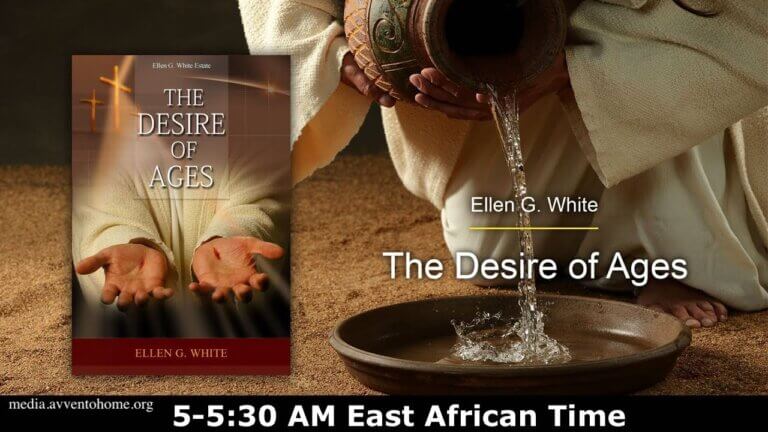 Ellen G. White Estate
THE
DESIRE
OF
AGES
ELLEN G. WHITE
Ellen G. White
The Desire of Ages
media.avventohome.org
5-5:30 AM East African Time